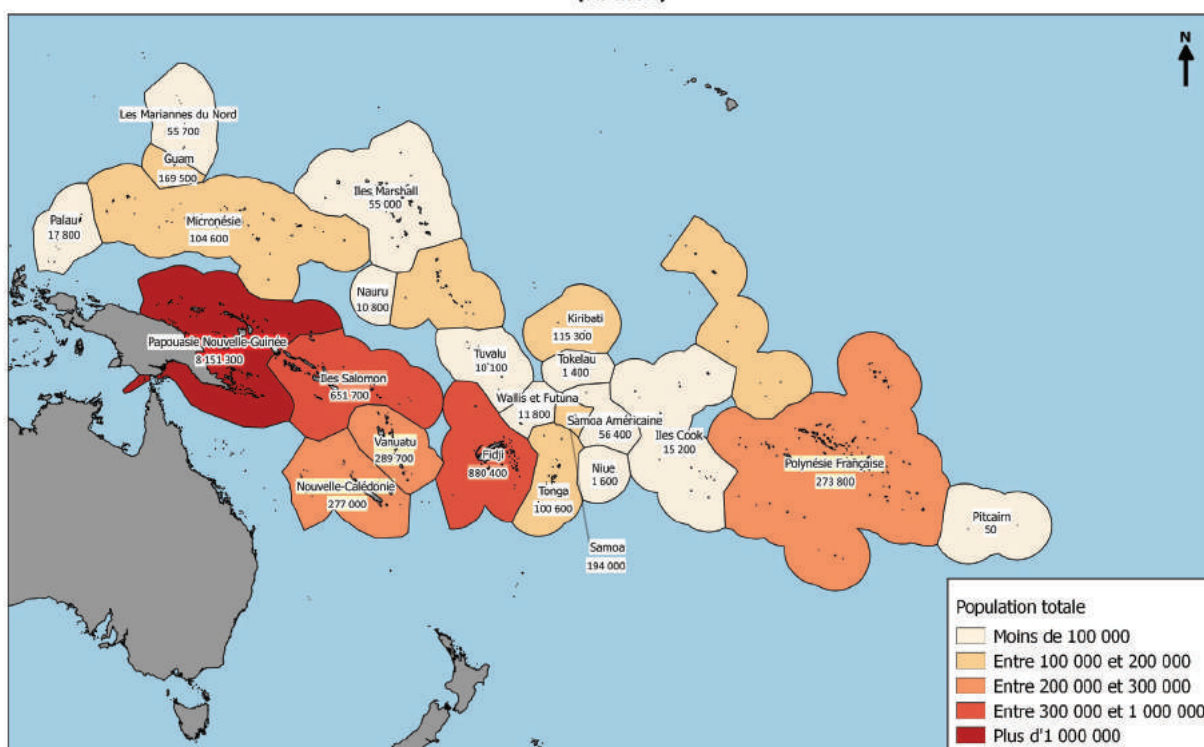 N
Les Mariannes du Nord
55 700
Guam
169 500
Iles Marshall
55 000
Palau
17 800
Micronésie
104 600
Nauru
10 800
Kiribati
115 300
Papouasie Nouvelle-Guinée
8 151 300
Tuvalu
10 100
Tokelau
1 400
Iles Salomon
651 700
Wallis et Futuna
11 800
Samoa Américaine
56 400
Iles Cook
15 200
Vanuatu
289 700
Fidji
880 400
Niue
1 600
Polynésie Française
273 800
Nouvelle-Calédonie
277 000
Tonga
100 600
Pitcairn
50
Samoa
194 000
Population totale
Moins de 100 000
Entre 100 000 et 200 000
Entre 200 000 et 300 000
Entre 300 000 et 1 000 000
Plus d'1 000 000